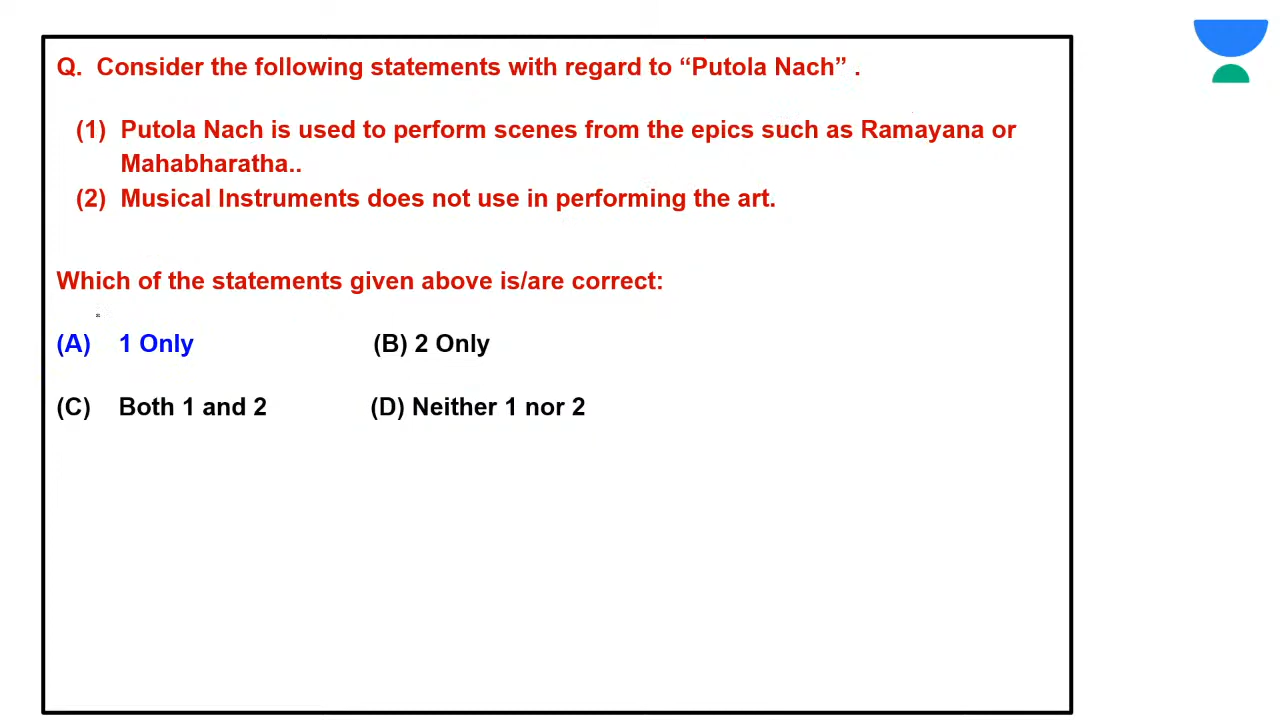 Q. Consider the following statements with regard to “Putola Nach” .
(1) Putola Nach is used to perform scenes from the epics such as Ramayana or
Mahabharatha..
(2) Musical Instruments does not use in performing the art.
Which of the statements given above is/are correct:
(A) 1 Only (B) 2 Only
(C) Both 1 and 2 (D) Neither 1 nor 2